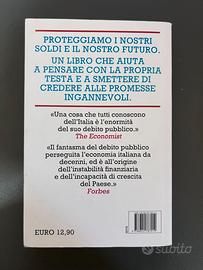 PROTEGGIAMO I NOSTRI
SOLDI E IL NOSTRO FUTURO.
UN LIBRO CHE AIUTA
A PENSARE CON LA PROPRIA
TESTA E A SMETTERE DI
CREDERE ALLE PROMESSE
INGANNEVOLI.
«Una cosa che tutti conoscono
dell'Italia è l'enormità
del suo debito pubblico.»
The Economist
«Il fantasma del debito pubblico
perseguita l'economia italiana da
decenni, ed è all'origine
dell'instabilità finanziaria
e dell'incapacità di crescita
del Paese.»
Forbes
EURO 12,90
subito